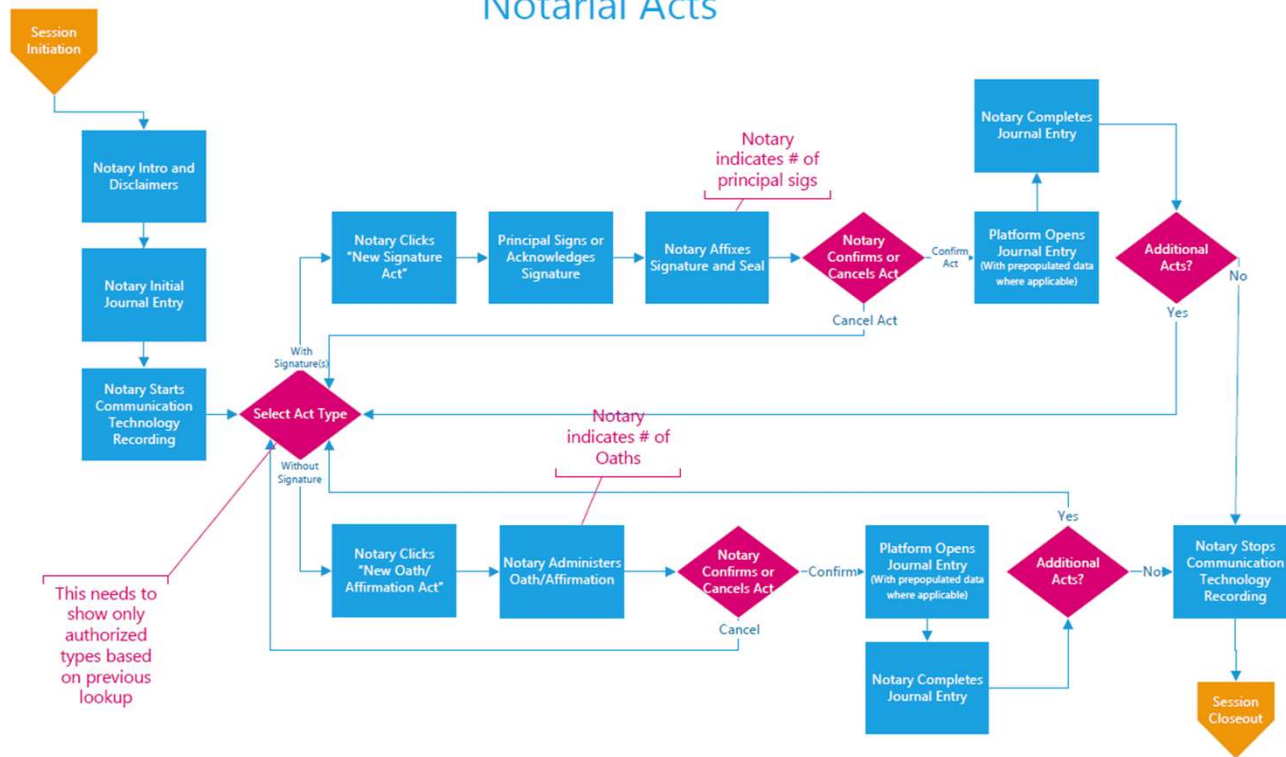 Notarial Acts
Session
Initiation
Notary Intro and
Disclaimers
Notary Initial
Journal Entry
Notary Starts
Communication
Technology
Recording
Select Act Type
With
Signature(s)
Notary Clicks
"New Signature
Act"
Principal Signs or
Acknowledges
Signature
Notary
indicates # of
principal sigs
Notary Affixes
Signature and Seal
Notary
Confirms or
Cancels Act
Confirm
Act
Cancel Act
Platform Opens
Journal Entry
(With prepopulated data
where applicable)
Notary Completes
Journal Entry
Additional
Acts?
No
Yes
This needs to
show only
authorized
types based
on previous
lookup
Without
Signature
Notary Clicks
"New Oath/
Affirmation Act"
Notary
indicates # of
Oaths
Notary Administers
Oath/Affirmation
Notary
Confirms or
Cancels Act
Confirm
Cancel
Platform Opens
Journal Entry
(With prepopulated data
where applicable)
Notary Completes
Journal Entry
Additional
Acts?
Yes
No
Notary Stops
Communication
Technology
Recording
Session
Closeout